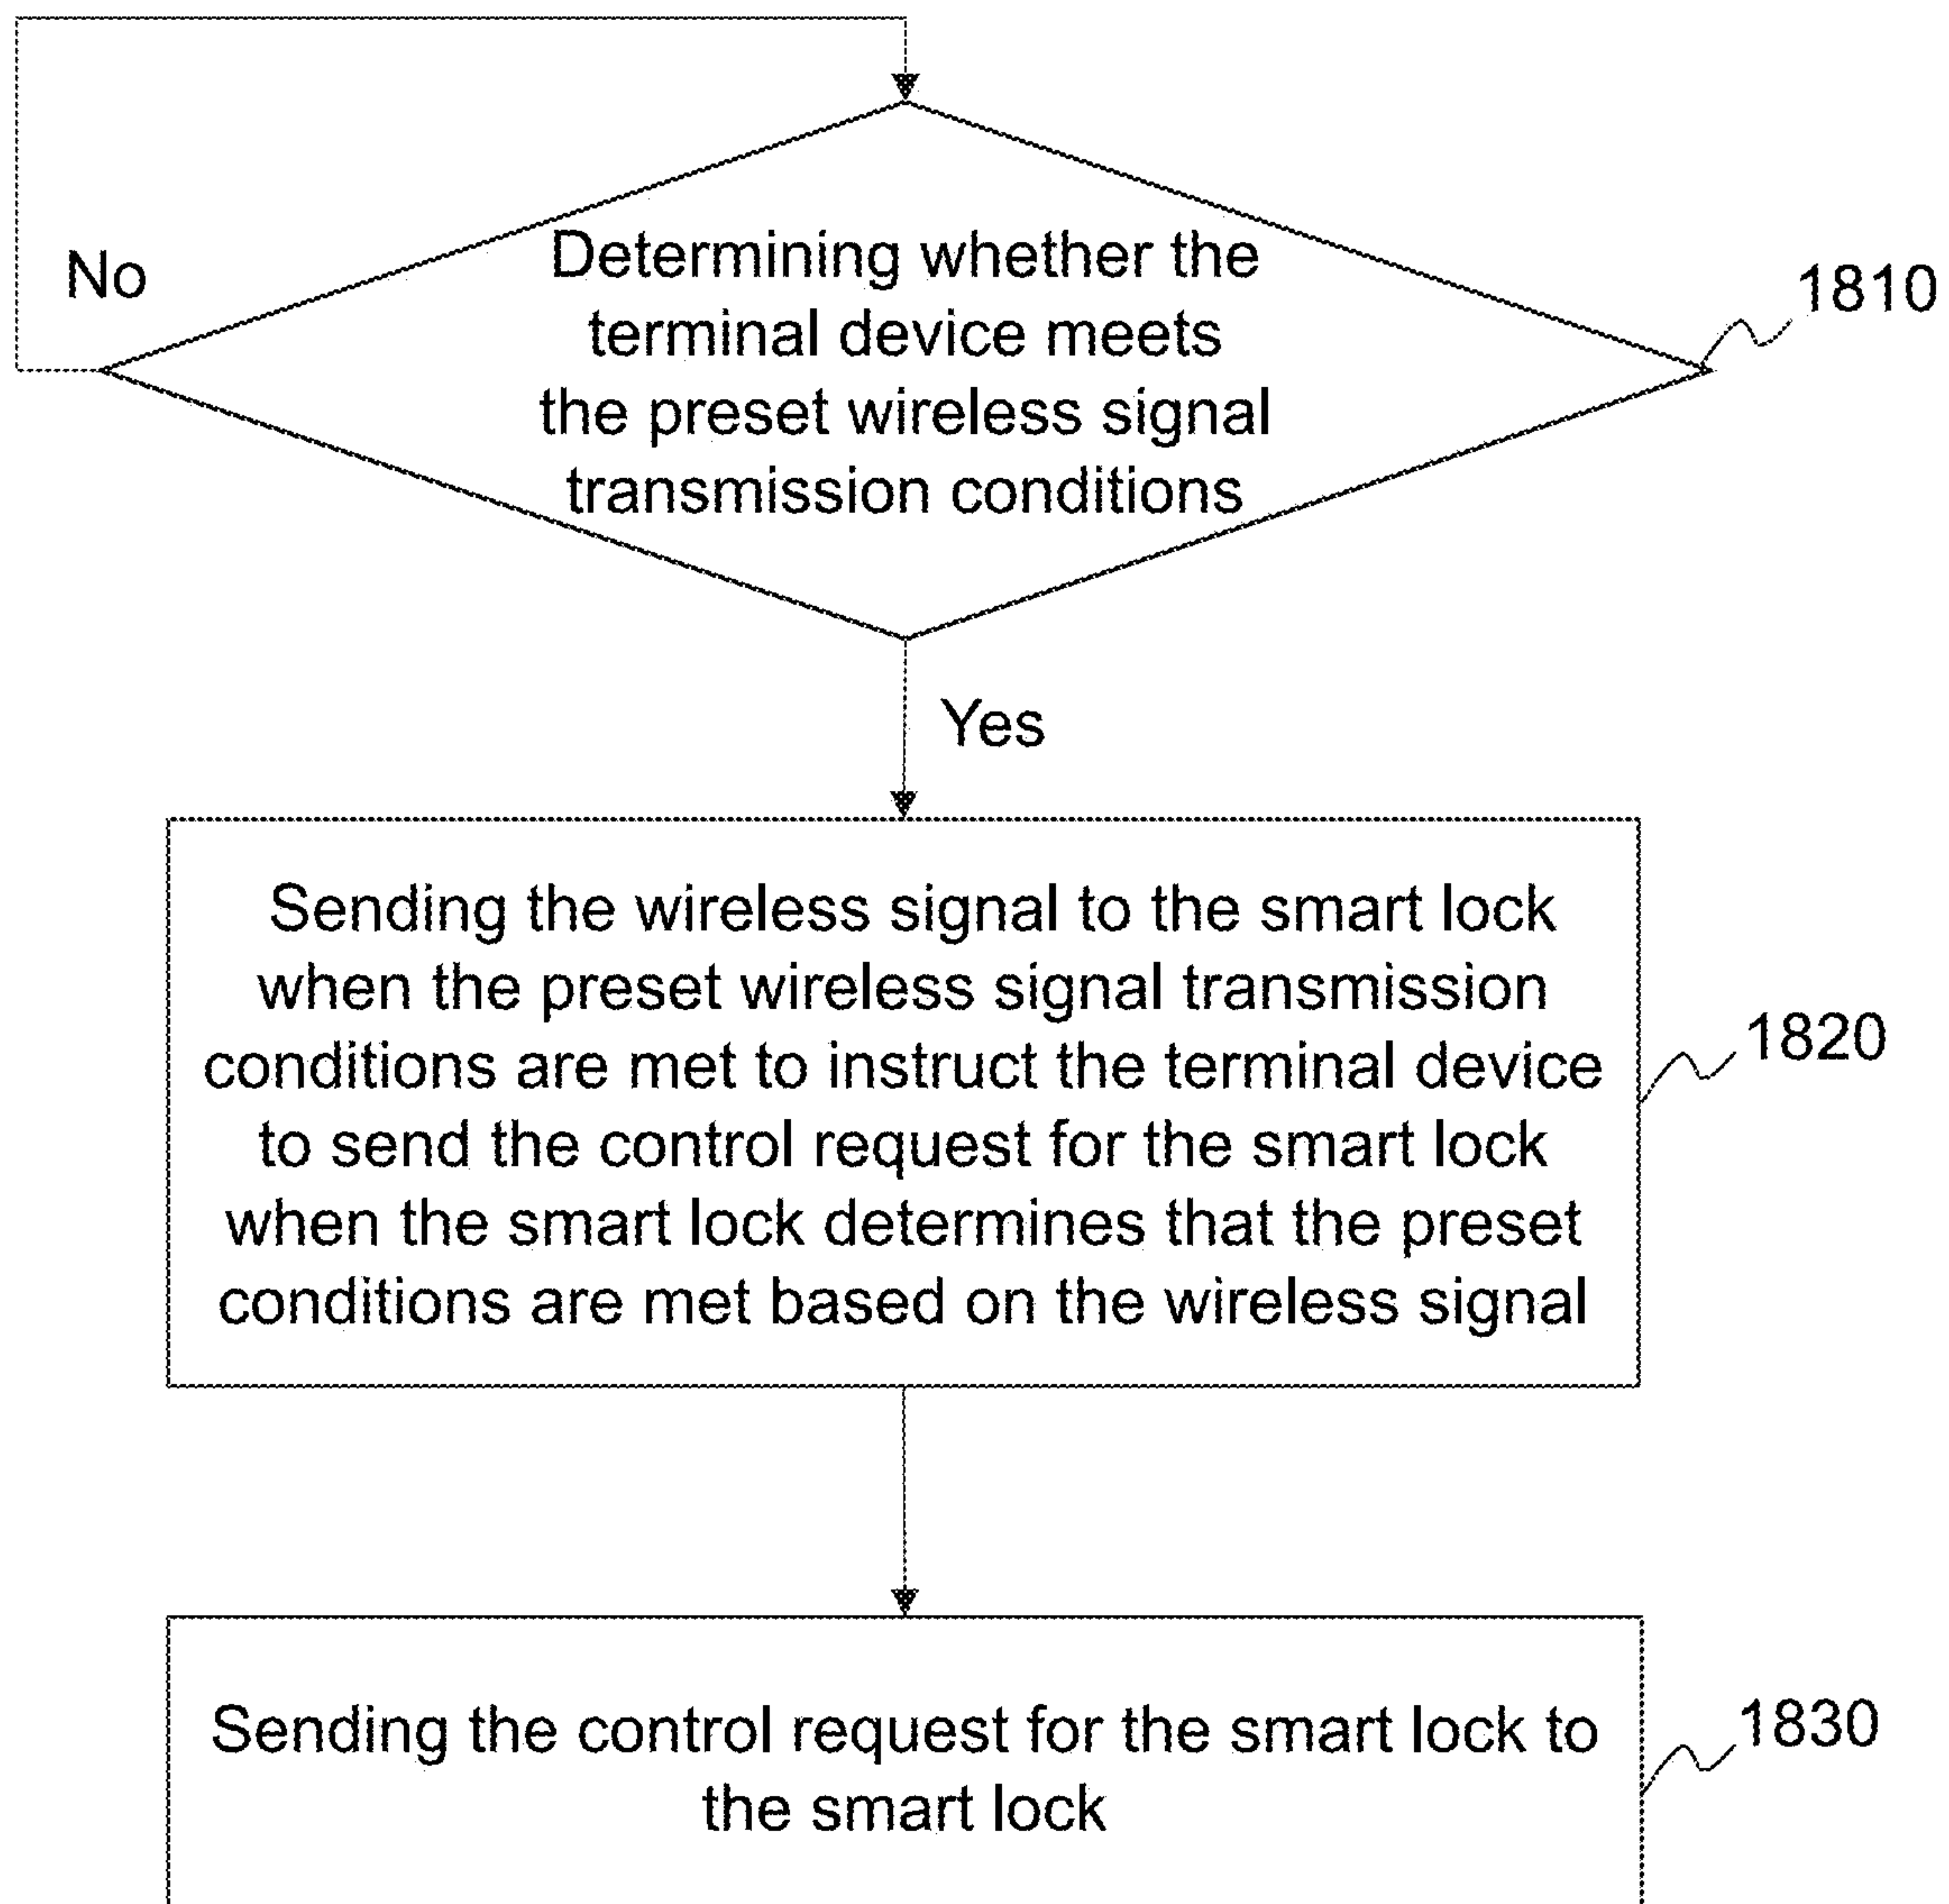 Determining whether the
terminal device meets
the preset wireless signal
transmission conditions
No
1810
Yes
Sending the wireless signal to the smart lock
when the preset wireless signal transmission
conditions are met to instruct the terminal device
to send the control request for the smart lock
when the smart lock determines that the preset
conditions are met based on the wireless signal
1820
Sending the control request for the smart lock to
the smart lock
1830